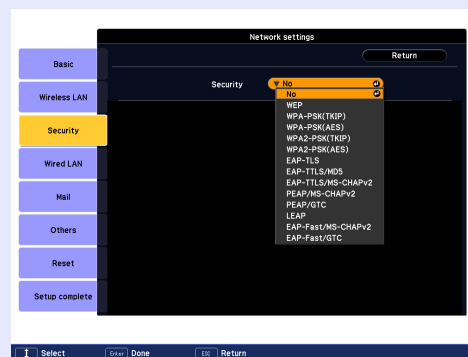 Network settings
Return
Basic
Security No
No
Wireless LAN
WEP
WPA-PSK(TKIP)
WPA-PSK(AES)
WPA2-PSK(TKIP)
WPA2-PSK(AES)
EAP-TLS
EAP-TTLS/MD5
EAP-TTLS/MS-CHAPv2
PEAP/MS-CHAPv2
PEAP/GTC
LEAP
EAP-Fast/MS-CHAPv2
EAP-Fast/GTC
Security
Wired LAN
Mail
Others
Reset
Setup complete
Select Enter Done ESC Return